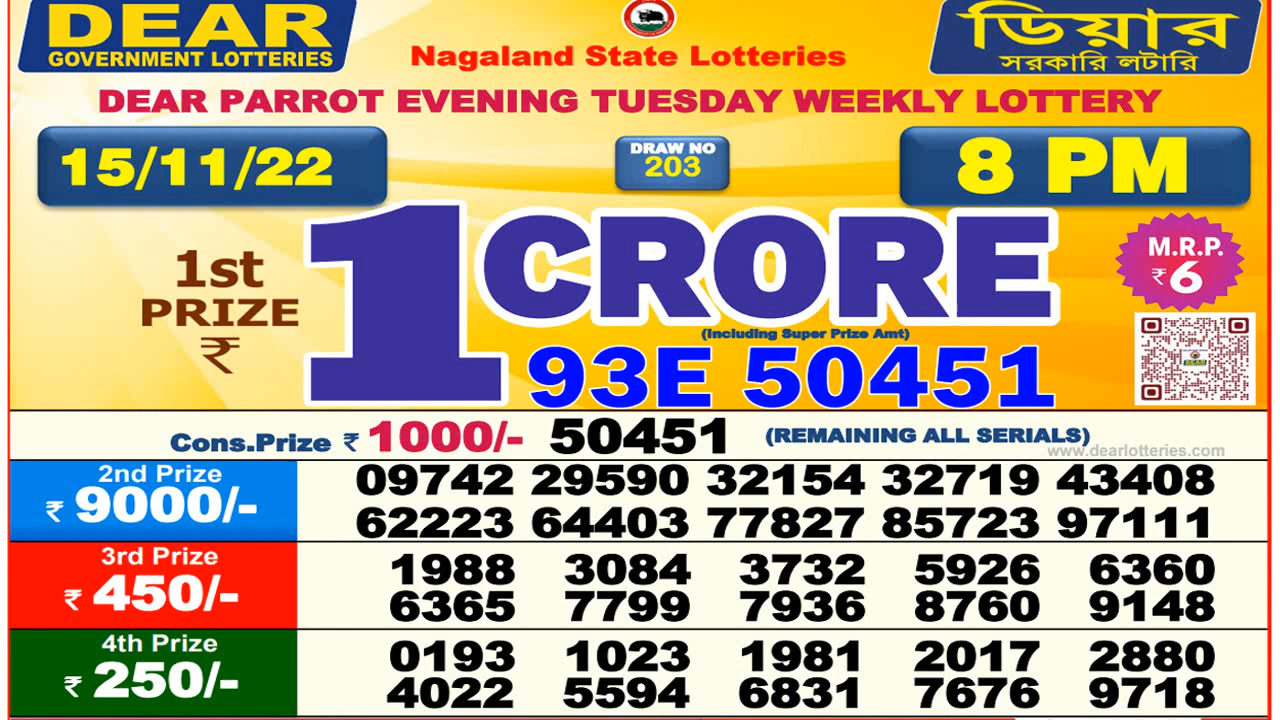 DEAR
GOVERNMENT LOTTERIES
Nagaland State Lotteries
ডিয়ার
সরকারি লটারি
DEAR PARROT EVENING TUESDAY WEEKLY LOTTERY
15/11/22
DRAW NO
203
8 PM
1st
PRIZE
₹
1 CRORE
(Including Super Prize Amt)
93E 50451
M.R.P.
₹ 6
DEAR
Cons.Prize ₹ 1000/- 50451 (REMAINING ALL SERIALS)
www.dearlotteries.com
2nd Prize
₹ 9000/-
09742 29590 32154 32719 43408
62223 64403 77827 85723 97111
3rd Prize
₹ 450/-
1988 3084 3732 5926 6360
6365 7799 7936 8760 9148
4th Prize
₹ 250/-
0193 1023 1981 2017 2880
4022 5594 6831 7676 9718